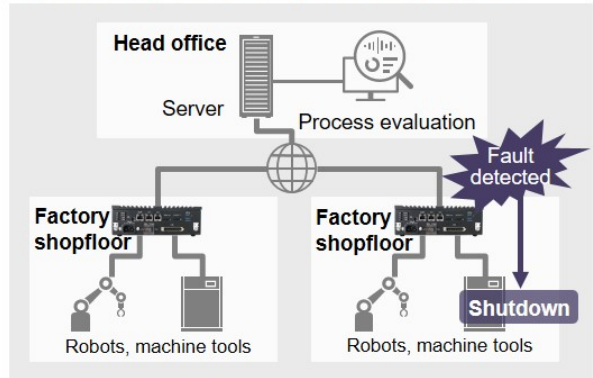 Head office
Server
Process evaluation
Fault
detected
Factory
shopfloor
Factory
shopfloor
Shutdown
Robots, machine tools
Robots, machine tools